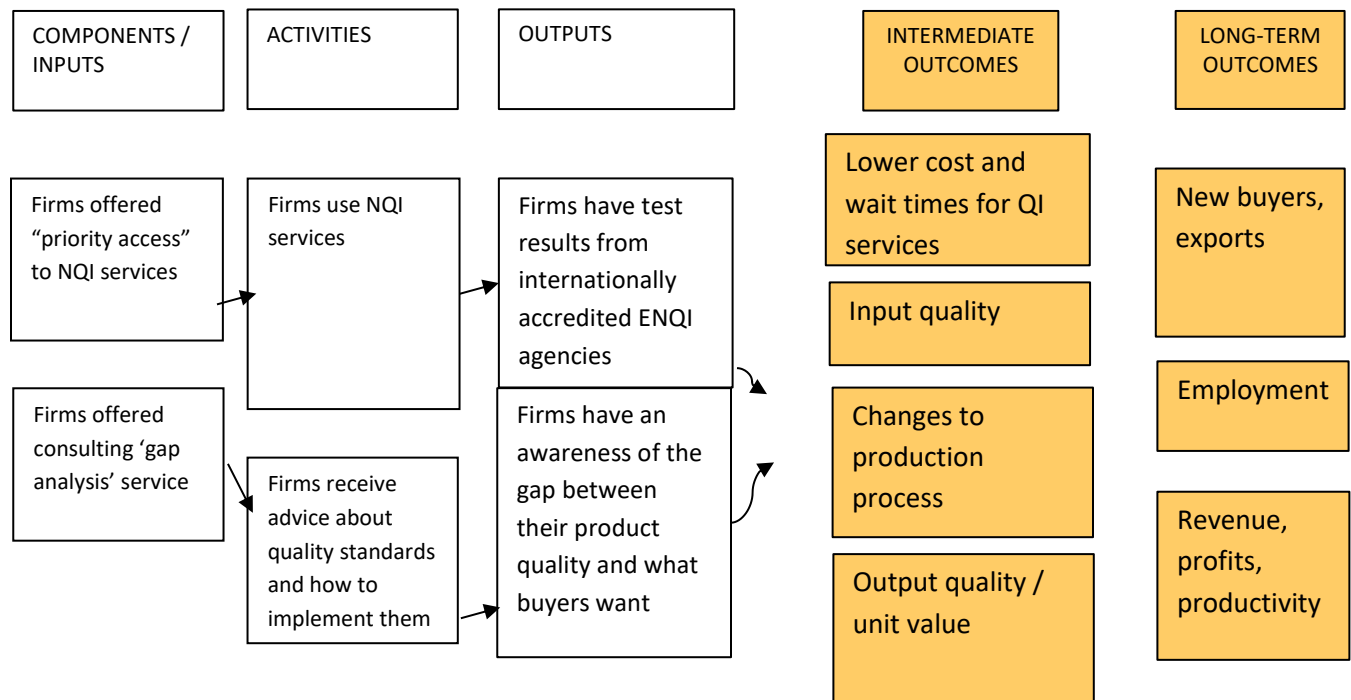 COMPONENTS /
INPUTS
ACTIVITIES
OUTPUTS
INTERMEDIATE
OUTCOMES
LONG-TERM
OUTCOMES
Firms offered
“priority access”
to NQI services
Firms use NQI
services
Firms have test
results from
internationally
accredited ENQI
agencies
Lower cost and
wait times for QI
services
Input quality
New buyers,
exports
Firms offered
consulting ‘gap
analysis’ service
Firms receive
advice about
quality standards
and how to
implement them
Firms have an
awareness of the
gap between
their product
quality and what
buyers want
Changes to
production
process
Output quality /
unit value
Employment
Revenue,
profits,
productivity